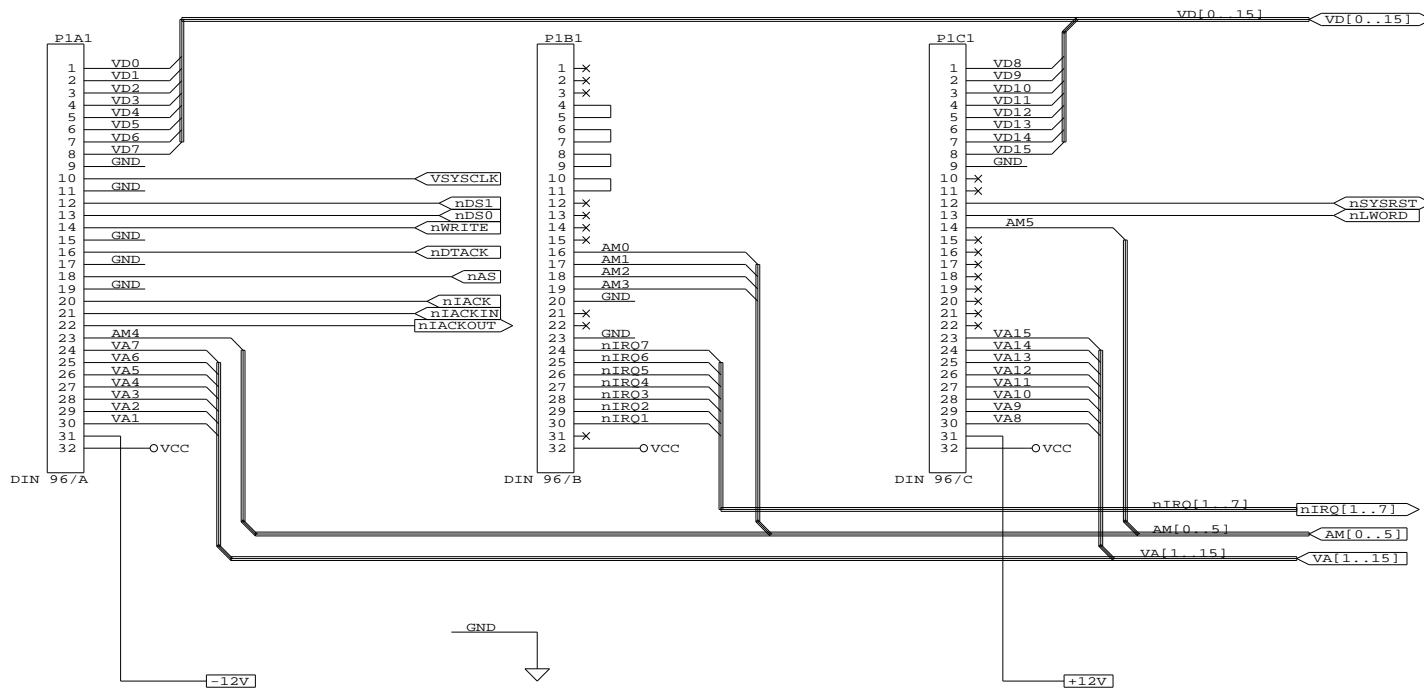 VD[0..15] VD[0..15]
P1A1 P1B1 P1C1
1 VD0 1 1 VD8
2 VD1 2 2 VD9
3 VD2 3 3 VD10
4 VD3 4 4 VD11
5 VD4 5 5 VD12
6 VD5 6 6 VD13
7 VD6 7 7 VD14
8 VD7 8 8 VD15
9 GND 9 9 GND
10 VSYSCLK 10 10
11 GND 11 11
12 nDS1 12 12 nSYSRST
13 nDS0 13 13 nLWORD
14 nWRITE 14 14 AM5
15 GND 15 15
16 nDTACK 16 AM0 16
17 GND 17 AM1 17
18 nAS 18 AM2 18
19 GND 19 AM3 19
20 nIACK 20 GND 20
21 nIACKIN 21 21
22 nIACKOUT 22 22
23 AM4 23 GND 23 VA15
24 VA7 24 nIRQ7 24 VA14
25 VA6 25 nIRQ6 25 VA13
26 VA5 26 nIRQ5 26 VA12
27 VA4 27 nIRQ4 27 VA11
28 VA3 28 nIRQ3 28 VA10
29 VA2 29 nIRQ2 29 VA9
30 VA1 30 nIRQ1 30 VA8
31 31 31
32 VCC 32 VCC 32 VCC
DIN 96/A DIN 96/B DIN 96/C
nIRQ[1..7] nIRQ[1..7]
AM[0..5] AM[0..5]
VA[1..15] VA[1..15]
GND
-12V +12V